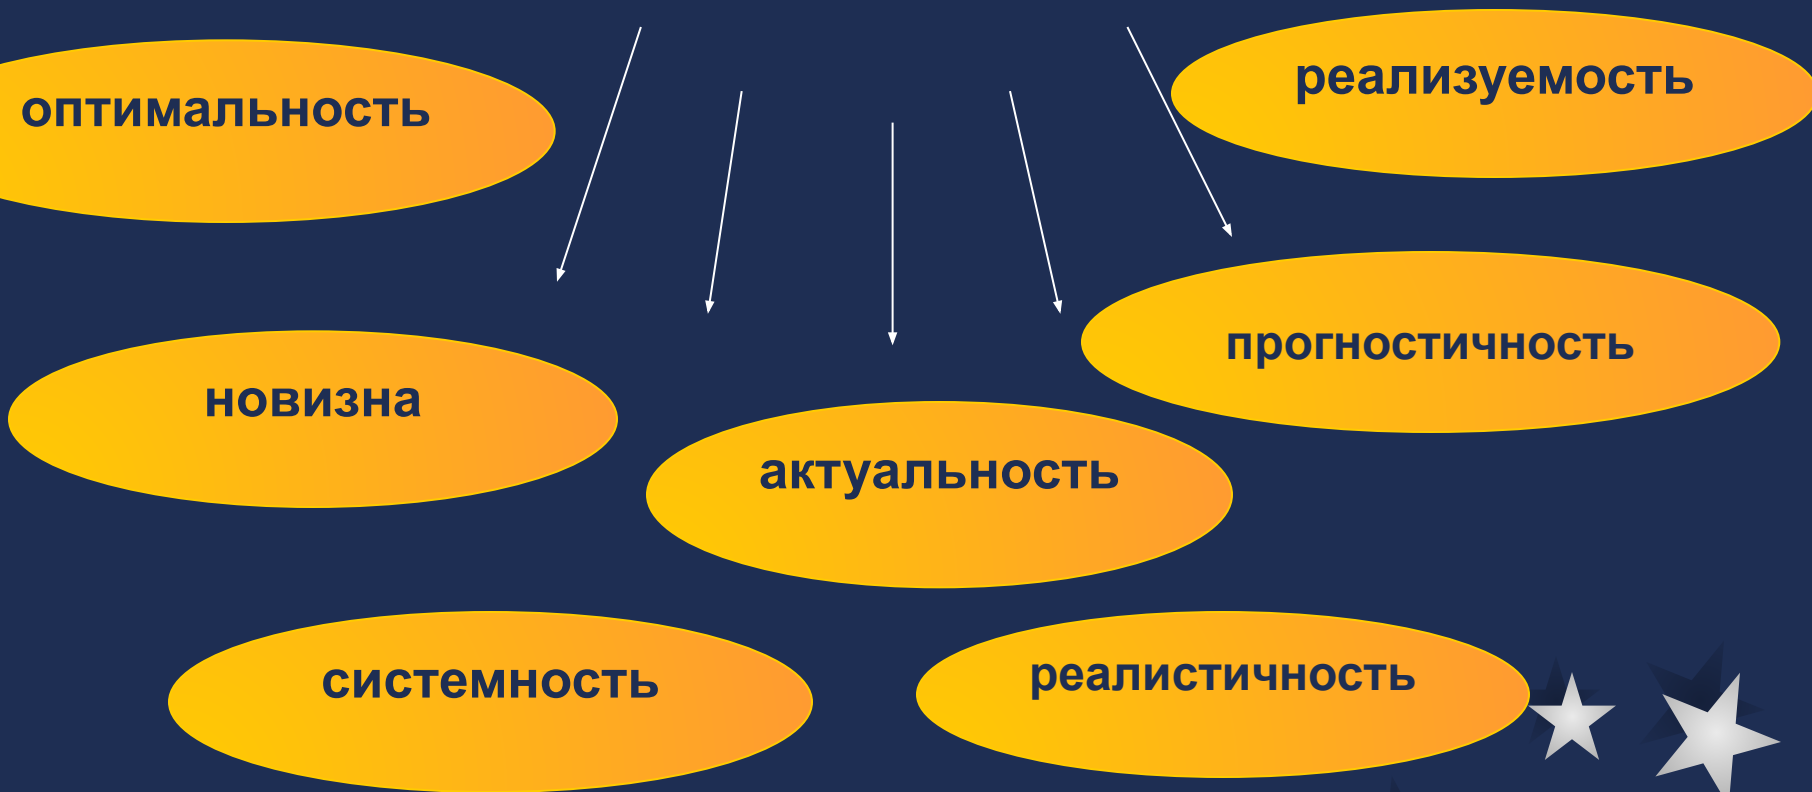 оптимальность
реализуемость
новизна
прогностичность
актуальность
системность
реалистичность